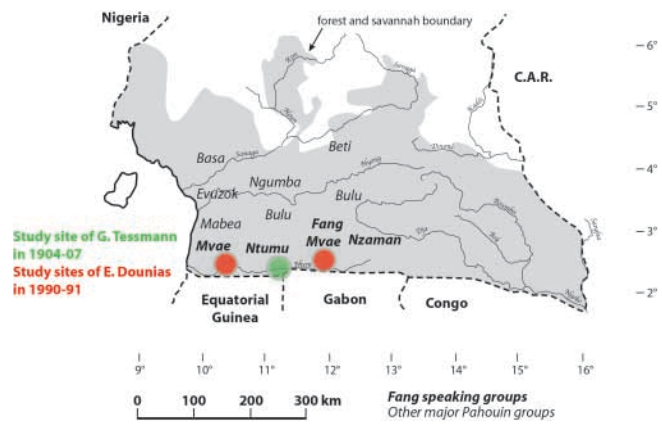 Nigeria
forest and savannah boundary
6°
C.A.R.
5°
Basa
Sanaga
Beti
Doumé
4°
Evuzok
Ngumba
Nyong
Mabea
Bulu
Bulu
Study site of G. Tessmann
in 1904-07
Study sites of E. Dounias
in 1990-91
Mvae
Ntumu
Fang
Mvae
Nzaman
3°
2°
Equatorial
Guinea
Gabon
Congo
9°
10°
11°
12°
13°
14°
15°
16°
0
100
200
300 km
Fang speaking groups
Other major Pahouin groups